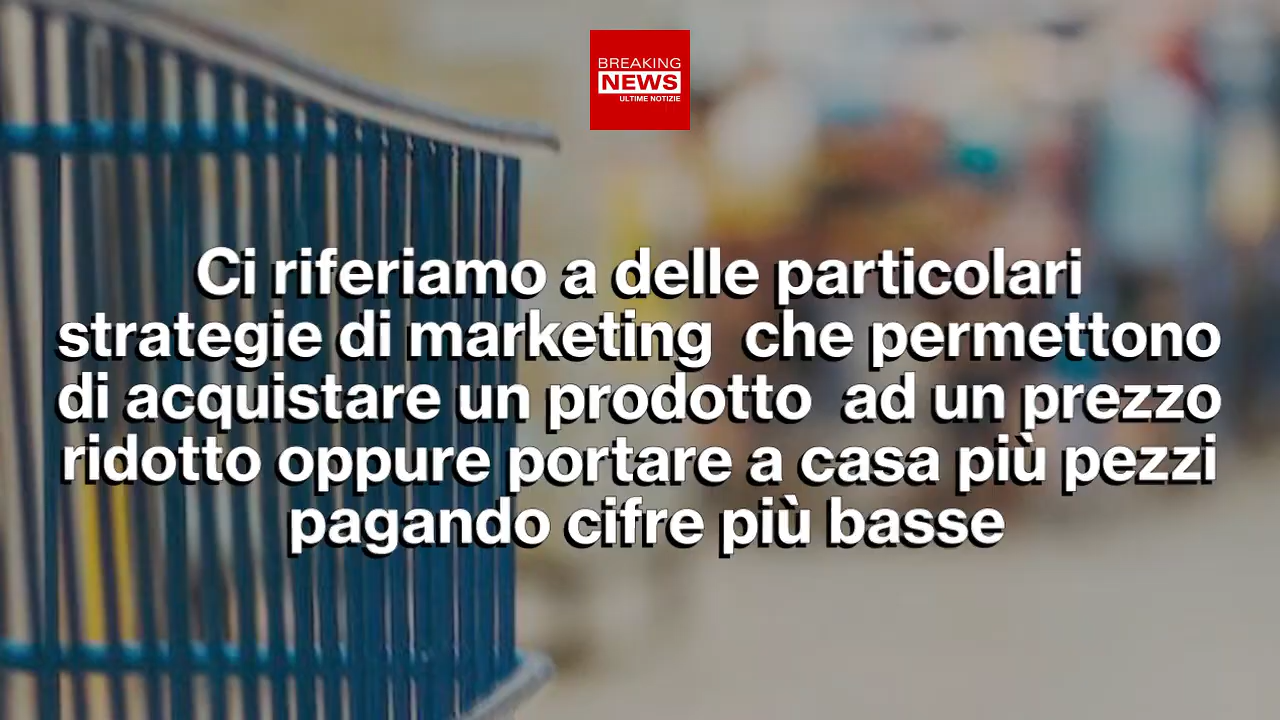 BREAKING
NEWS
ULTIME NOTIZIE
Ci riferiamo a delle particolari
strategie di marketing  che permettono
di acquistare un prodotto  ad un prezzo
ridotto oppure portare a casa più pezzi
pagando cifre più basse